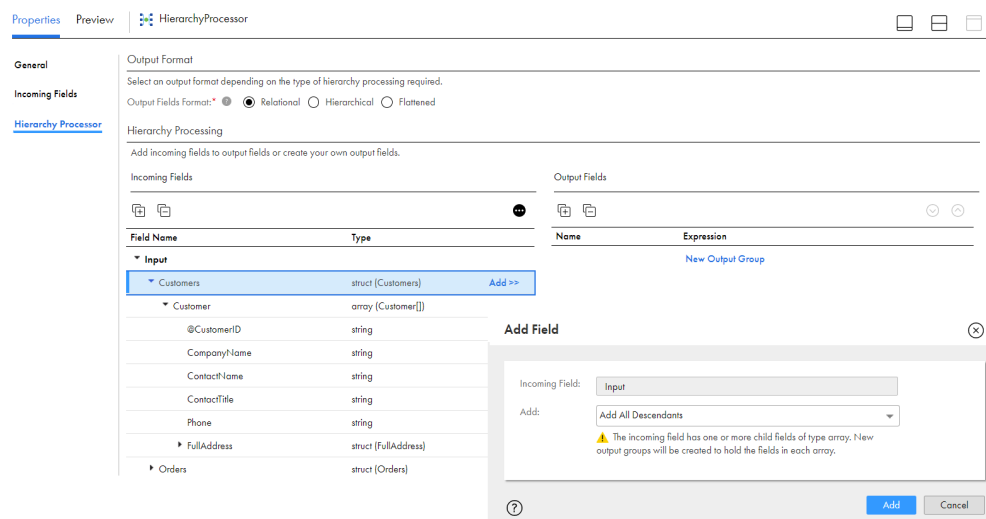 Properties Preview HierarchyProcessor
General
Incoming Fields
Hierarchy Processor
Output Format
Select an output format depending on the type of hierarchy processing required.
Output Fields Format:* ? Relational Hierarchical Flattened
Hierarchy Processing
Add incoming fields to output fields or create your own output fields.
Incoming Fields
Field Name Type
Input
Customers struct (Customers) Add >>
Customer array (Customer[])
@CustomerID string
CompanyName string
ContactName string
ContactTitle string
Phone string
FullAddress struct (FullAddress)
Orders struct (Orders)
Output Fields
Name Expression
New Output Group
Add Field
Incoming Field: Input
Add: Add All Descendants
The incoming field has one or more child fields of type array. New
output groups will be created to hold the fields in each array.
? Add Cancel